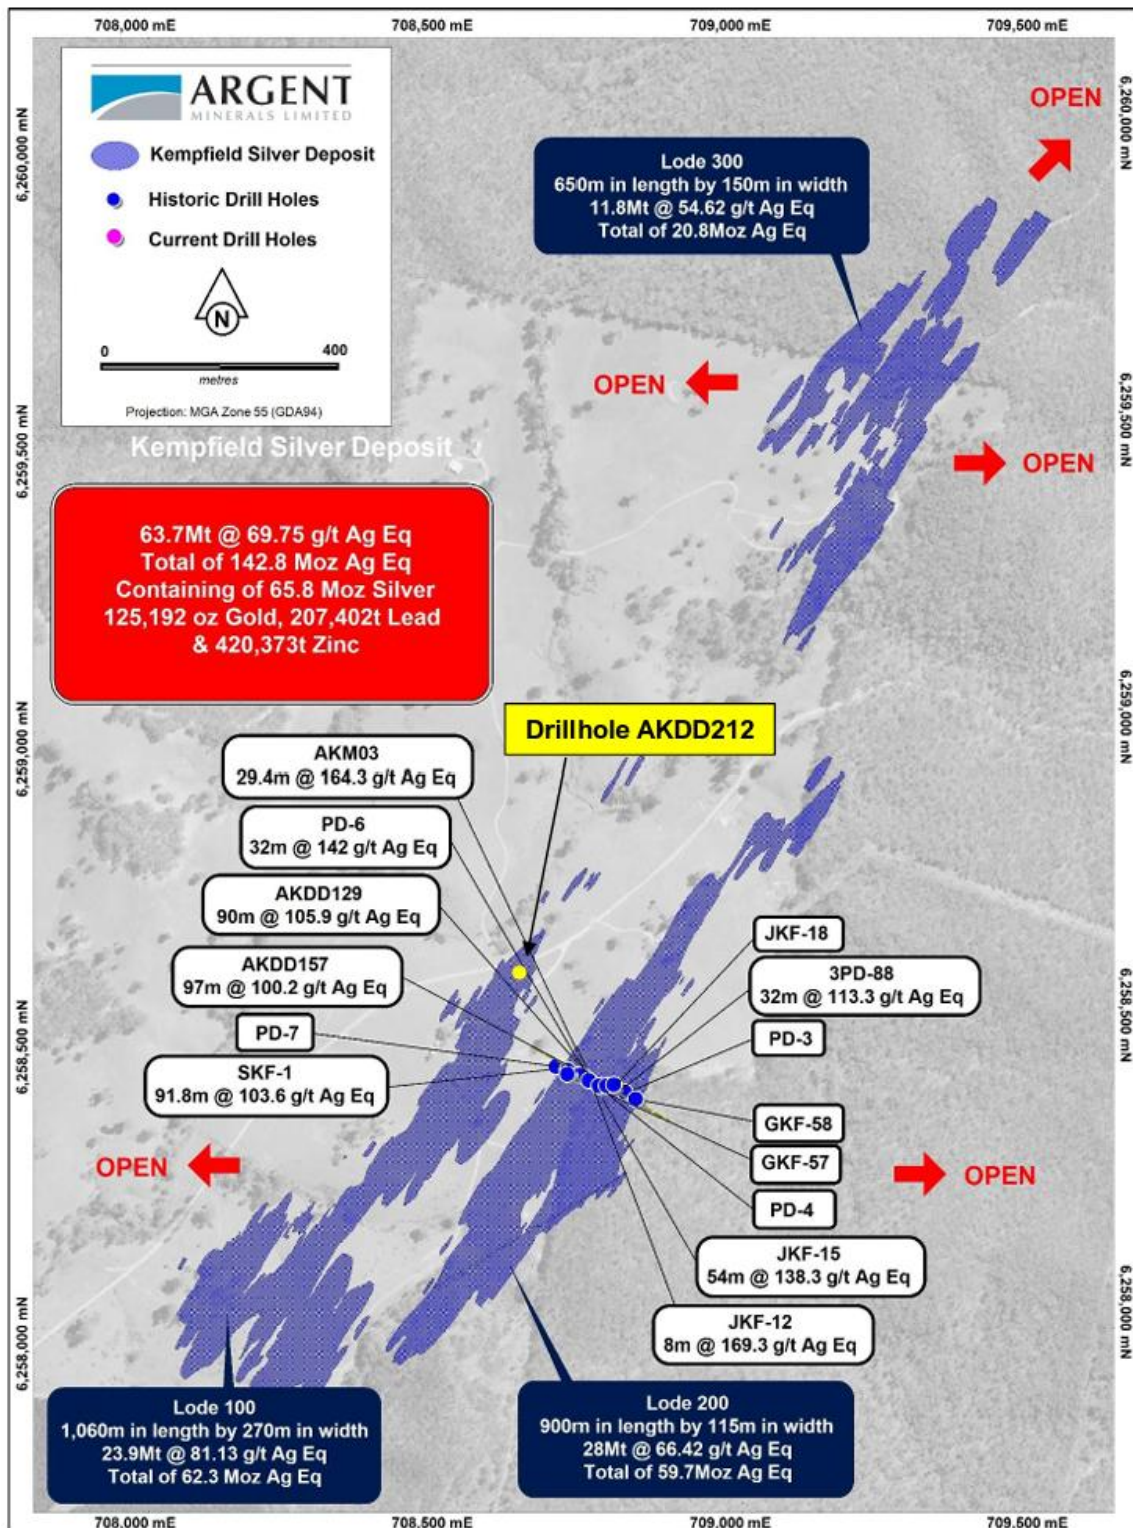 708,000 mE
708,500 mE
709,000 mE
709,500 mE
ARGENT
MINERALS LIMITED
Kempfield Silver Deposit
Historic Drill Holes
Current Drill Holes
N
0
400
metres
Projection: MGA Zone 55 (GDA94)
6,260,000 mN
6,260,000 mN
OPEN
Lode 300
650m in length by 150m in width
11.8Mt @ 54.62 g/t Ag Eq
Total of 20.8Moz Ag Eq
OPEN
OPEN
6,259,500 mN
6,259,500 mN
Kempfield Silver Deposit
63.7Mt @ 69.75 g/t Ag Eq
Total of 142.8 Moz Ag Eq
Containing of 65.8 Moz Silver
125,192 oz Gold, 207,402t Lead
& 420,373t Zinc
6,259,000 mN
6,259,000 mN
Drillhole AKDD212
AKM03
29.4m @ 164.3 g/t Ag Eq
PD-6
32m @ 142 g/t Ag Eq
AKDD129
90m @ 105.9 g/t Ag Eq
AKDD157
97m @ 100.2 g/t Ag Eq
PD-7
SKF-1
91.8m @ 103.6 g/t Ag Eq
JKF-18
3PD-88
32m @ 113.3 g/t Ag Eq
PD-3
GKF-58
GKF-57
PD-4
JKF-15
54m @ 138.3 g/t Ag Eq
JKF-12
8m @ 169.3 g/t Ag Eq
6,258,500 mN
6,258,500 mN
OPEN
OPEN
6,258,000 mN
6,258,000 mN
Lode 100
1,060m in length by 270m in width
23.9Mt @ 81.13 g/t Ag Eq
Total of 62.3 Moz Ag Eq
Lode 200
900m in length by 115m in width
28Mt @ 66.42 g/t Ag Eq
Total of 59.7Moz Ag Eq
708,000 mE
708,500 mE
709,000 mE
709,500 mE